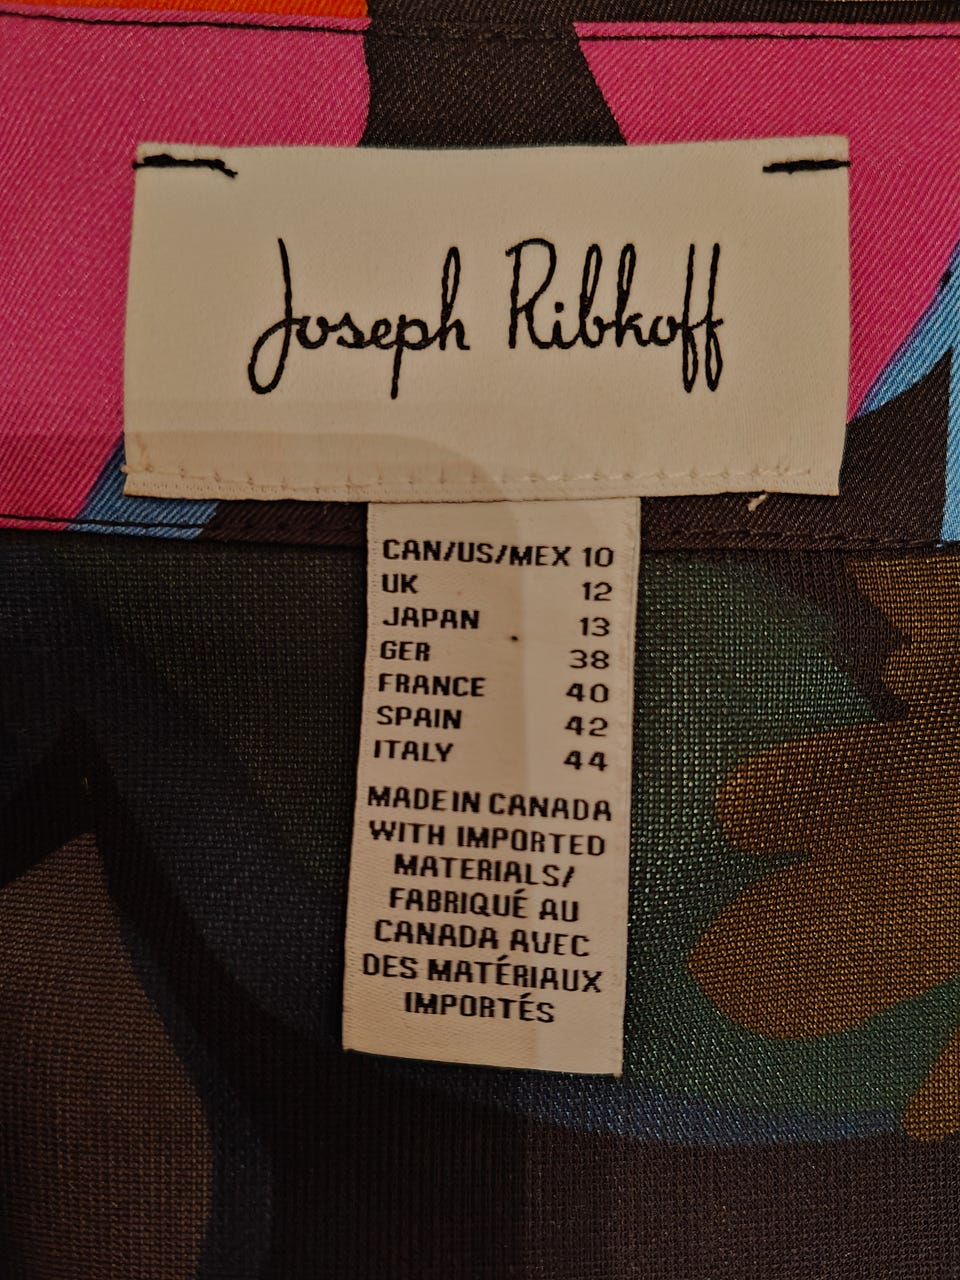 Joseph Ribkoff
CAN/US/MEX 10
UK 12
JAPAN 13
GER 38
FRANCE 40
SPAIN 42
ITALY 44
MADE IN CANADA
WITH IMPORTED
MATERIALS/
FABRIQUÉ AU
CANADA AVEC
DES MATÉRIAUX
IMPORTÉS